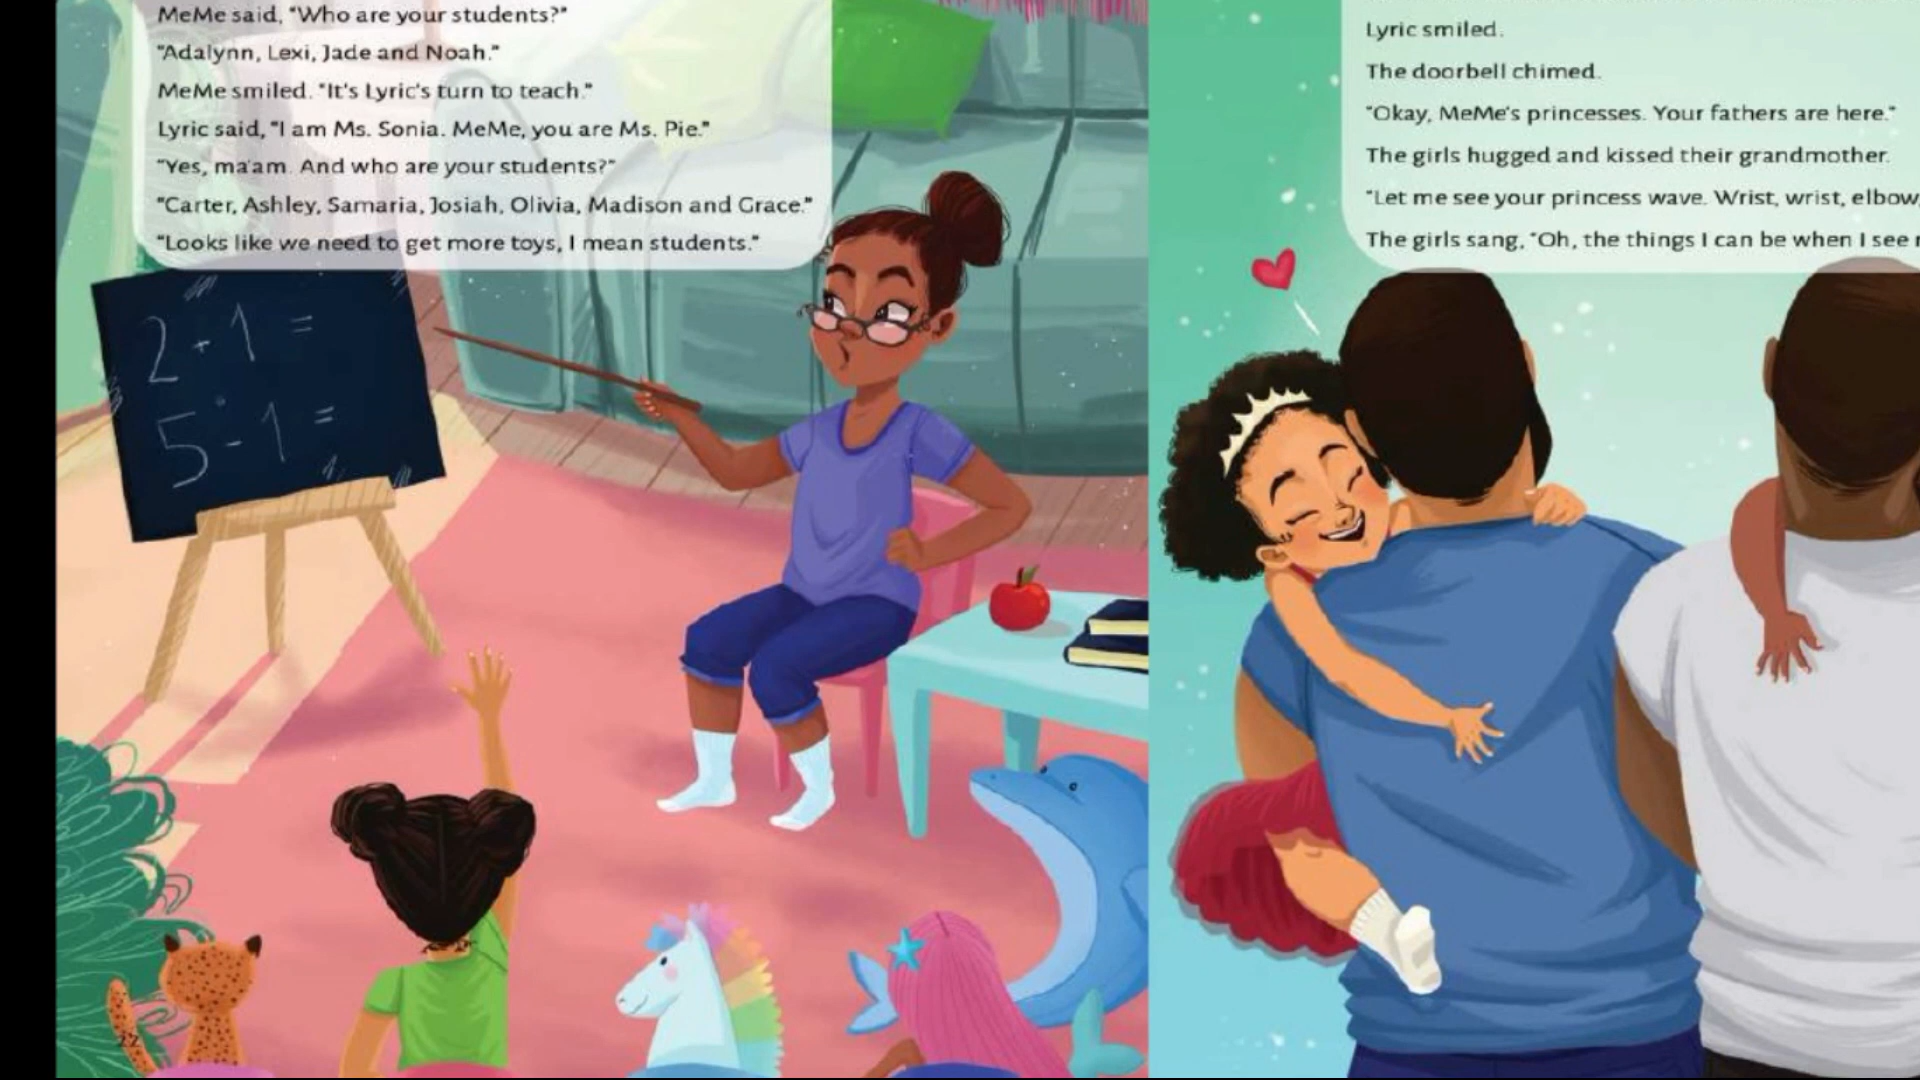 MeMe said, "Who are your students?"
"Adalynn, Lexi, Jade and Noah."
MeMe smiled. "It's Lyric's turn to teach."
Lyric said, "I am Ms. Sonia. MeMe, you are Ms. Pie."
"Yes, ma'am. And who are your students?"
"Carter, Ashley, Samaria, Josiah, Olivia, Madison and Grace."
"Looks like we need to get more toys, I mean students."
2+1 =
5-1 =
22
Lyric smiled.
The doorbell chimed.
"Okay, MeMe's princesses. Your fathers are here."
The girls hugged and kissed their grandmother.
"Let me see your princess wave. Wrist, wrist, elbow,
The girls sang, "Oh, the things I can be when I see